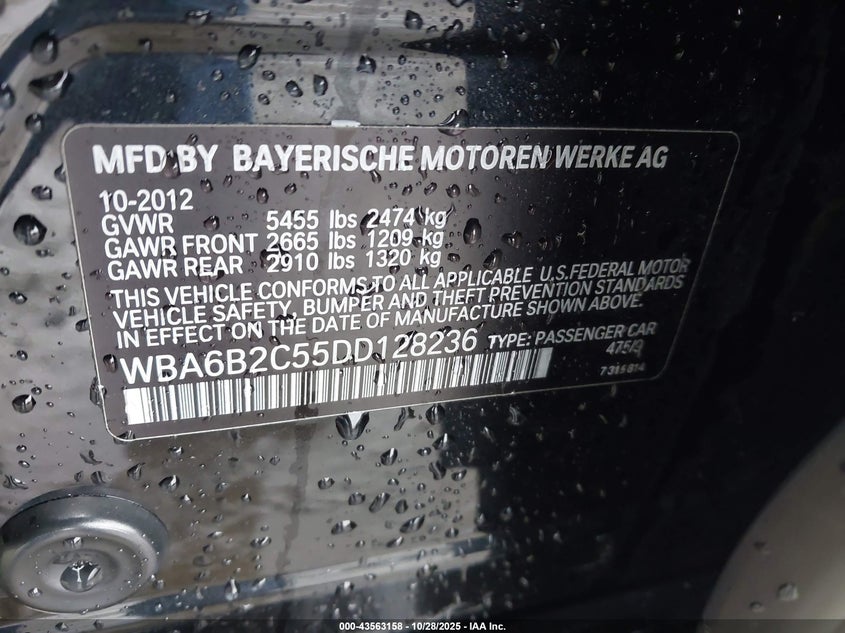 MFD BY BAYERISCHE MOTOREN WERKE AG
10-2012
GVWR 5455 lbs 2474 kg
GAWR FRONT 2665 lbs 1209 kg
GAWR REAR 2910 lbs 1320 kg
THIS VEHICLE CONFORMS TO ALL APPLICABLE U.S.FEDERAL MOTOR
VEHICLE SAFETY, BUMPER AND THEFT PREVENTION STANDARDS
IN EFFECT ON THE DATE OF MANUFACTURE SHOWN ABOVE.
WBA6B2C55DD128236 TYPE: PASSENGER CAR
7 315 814
000-43563158 - 10/28/2025 - IAA Inc.